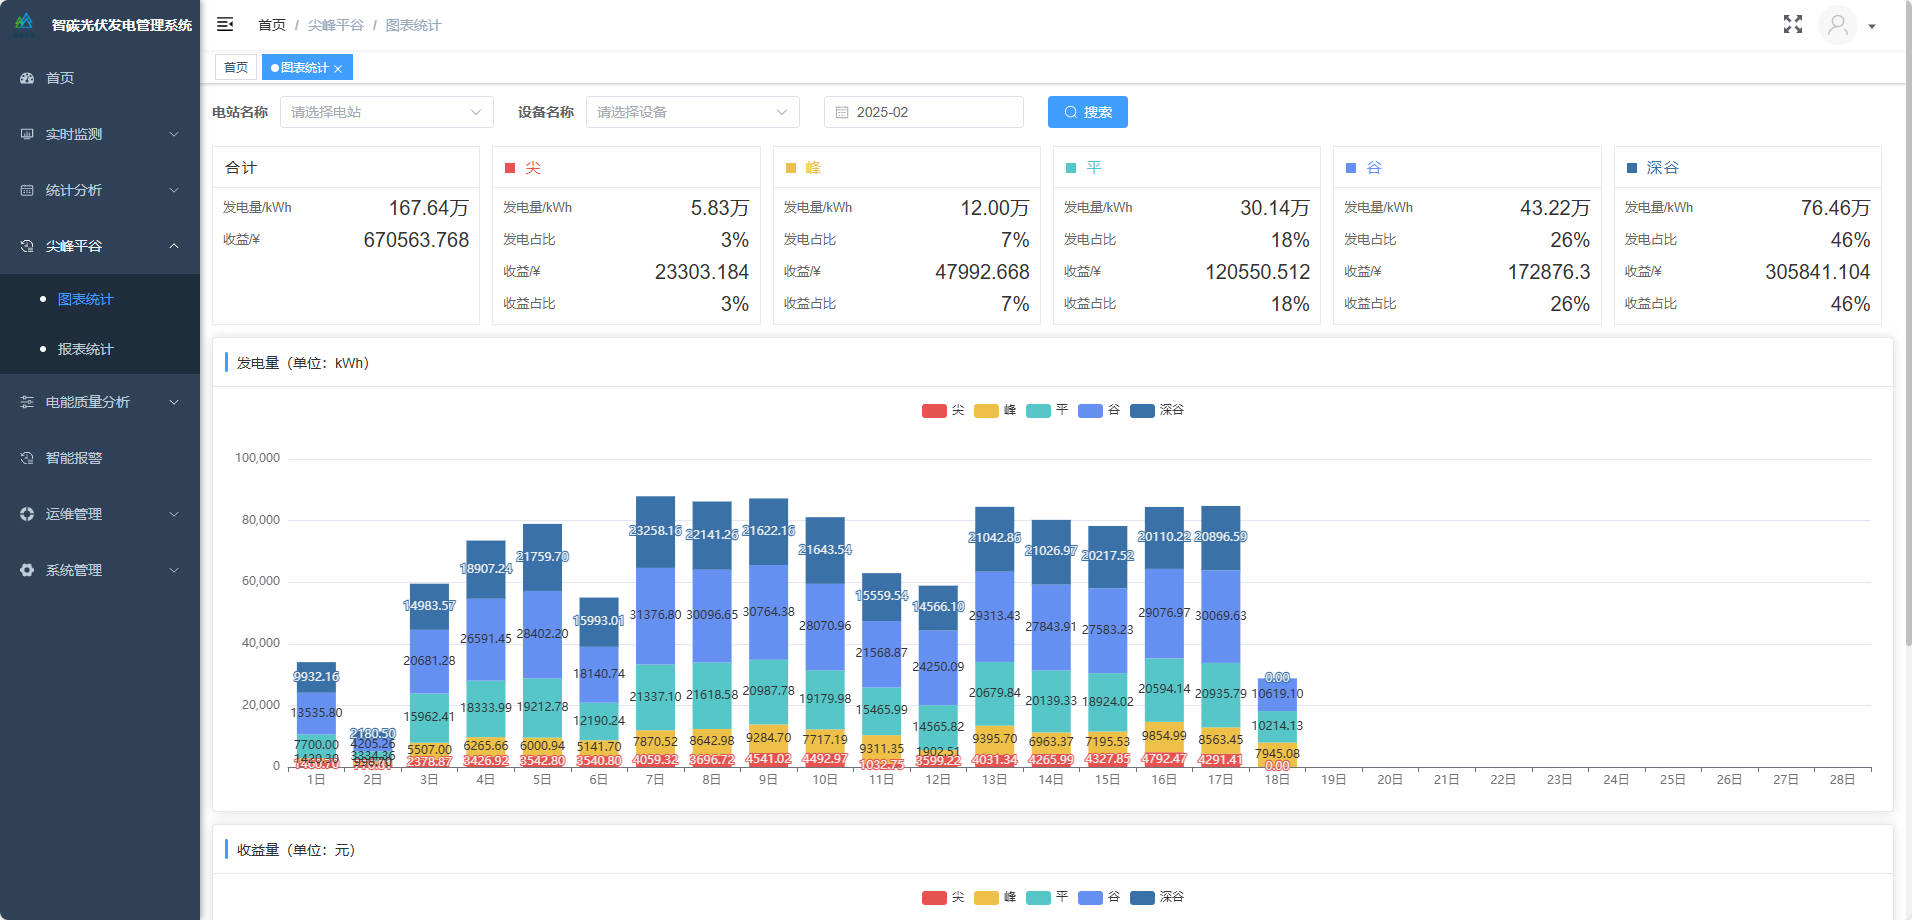 智碳光伏发电管理系统
首页 / 尖峰平谷 / 图表统计
首页
图表统计 ×
首页
实时监测
统计分析
尖峰平谷
图表统计
报表统计
电能质量分析
智能报警
运维管理
系统管理
电站名称 请选择电站 设备名称 请选择设备 2025-02 搜索
合计
发电量/kWh 167.64万
收益/¥ 670563.768
尖
发电量/kWh 5.83万
发电占比 3%
收益/¥ 23303.184
收益占比 3%
峰
发电量/kWh 12.00万
发电占比 7%
收益/¥ 47992.668
收益占比 7%
平
发电量/kWh 30.14万
发电占比 18%
收益/¥ 120550.512
收益占比 18%
谷
发电量/kWh 43.22万
发电占比 26%
收益/¥ 172876.3
收益占比 26%
深谷
发电量/kWh 76.46万
发电占比 46%
收益/¥ 305841.104
收益占比 46%
发电量（单位：kWh）
尖 峰 平 谷 深谷
100,000
80,000
60,000
40,000
20,000
0
9932.16
13535.80
7700.00
1420.30
2180.50
4205.26
3334.36
14983.57
20681.28
15962.41
5507.00
2378.87
18907.24
26591.45
18333.99
6265.66
3426.92
21759.70
28402.20
19212.78
6000.94
3542.80
15993.01
18140.74
12190.24
5141.70
3540.80
23258.16
31376.80
21337.10
7870.52
4059.32
22141.26
30096.65
21618.58
8642.98
3696.72
21622.16
30764.38
20987.78
9284.70
4541.02
21643.54
28070.96
19179.98
7717.19
4492.97
15559.54
21568.87
15465.99
9311.35
1032.75
14566.10
24250.09
14565.82
1902.51
3599.22
21042.86
29313.43
20679.84
9395.70
4031.34
21026.97
27843.91
20139.33
6963.37
4265.99
20217.52
27583.23
18924.02
7195.53
4327.85
20110.22
29076.97
20594.14
9854.99
4792.47
20896.59
30069.63
20935.79
8563.45
4291.41
0.00
10619.10
10214.13
7945.08
0.00
1日 2日 3日 4日 5日 6日 7日 8日 9日 10日 11日 12日 13日 14日 15日 16日 17日 18日 19日 20日 21日 22日 23日 24日 25日 26日 27日 28日
收益量（单位：元）
尖 峰 平 谷 深谷